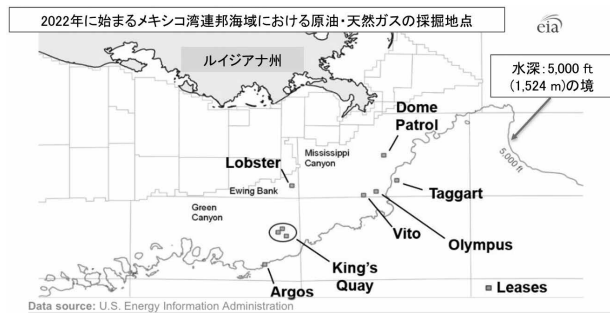 2022年に始まるメキシコ湾連邦海域における原油・天然ガスの採掘地点
eia
ルイジアナ州
水深：5,000 ft
(1,524 m)の境
Dome
Patrol
5,000 ft
Mississippi
Canyon
Lobster
Ewing Bank
Taggart
Green
Canyon
Vito
Olympus
King's
Quay
Argos
Leases
Data source: U.S. Energy Information Administration